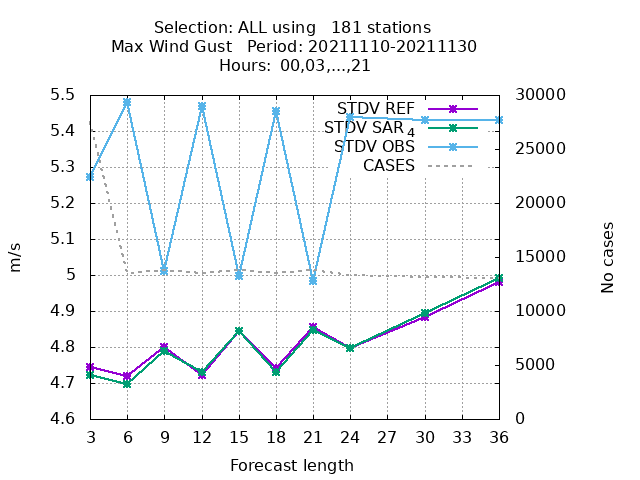 Selection: ALL using   181 stations
Max Wind Gust   Period: 20211110-20211130
Hours:  00,03,...,21
STDV REF
STDV SAR 4
STDV OBS
CASES
5.5
5.4
5.3
5.2
5.1
5
4.9
4.8
4.7
4.6
m/s
30000
25000
20000
15000
10000
5000
0
No cases
3 6 9 12 15 18 21 24 27 30 33 36
Forecast length